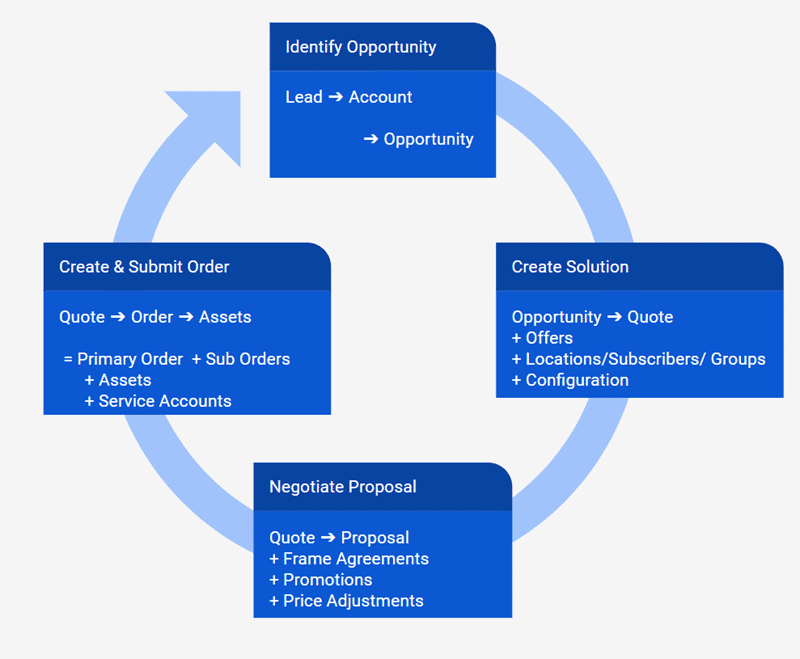 Identify Opportunity
Lead ➔ Account
➔ Opportunity
Create Solution
Opportunity ➔ Quote
+ Offers
+ Locations/Subscribers/ Groups
+ Configuration
Negotiate Proposal
Quote ➔ Proposal
+ Frame Agreements
+ Promotions
+ Price Adjustments
Create & Submit Order
Quote ➔ Order ➔ Assets
= Primary Order + Sub Orders
+ Assets
+ Service Accounts